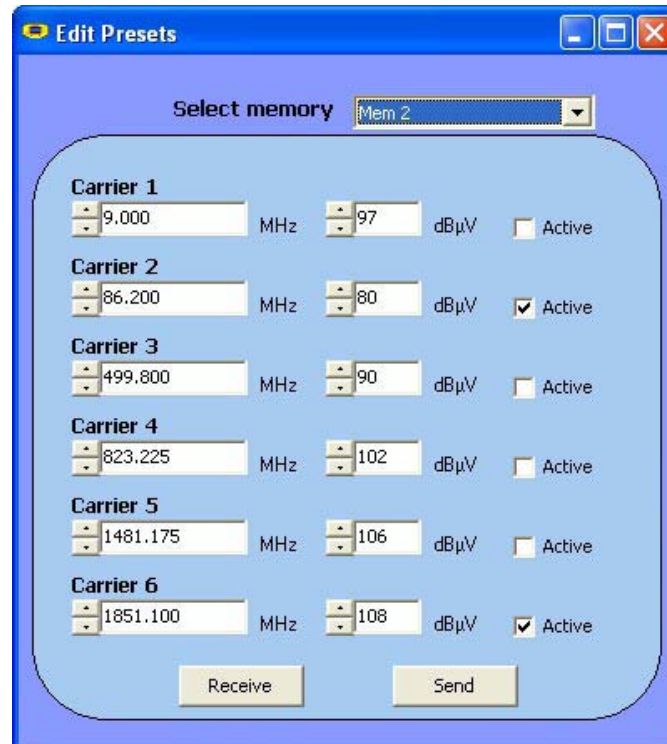 Edit Presets
Select memory Mem 2
Carrier 1
9.000 MHz 97 dBµV Active
Carrier 2
86.200 MHz 80 dBµV Active
Carrier 3
499.800 MHz 90 dBµV Active
Carrier 4
823.225 MHz 102 dBµV Active
Carrier 5
1481.175 MHz 106 dBµV Active
Carrier 6
1851.100 MHz 108 dBµV Active
Receive Send